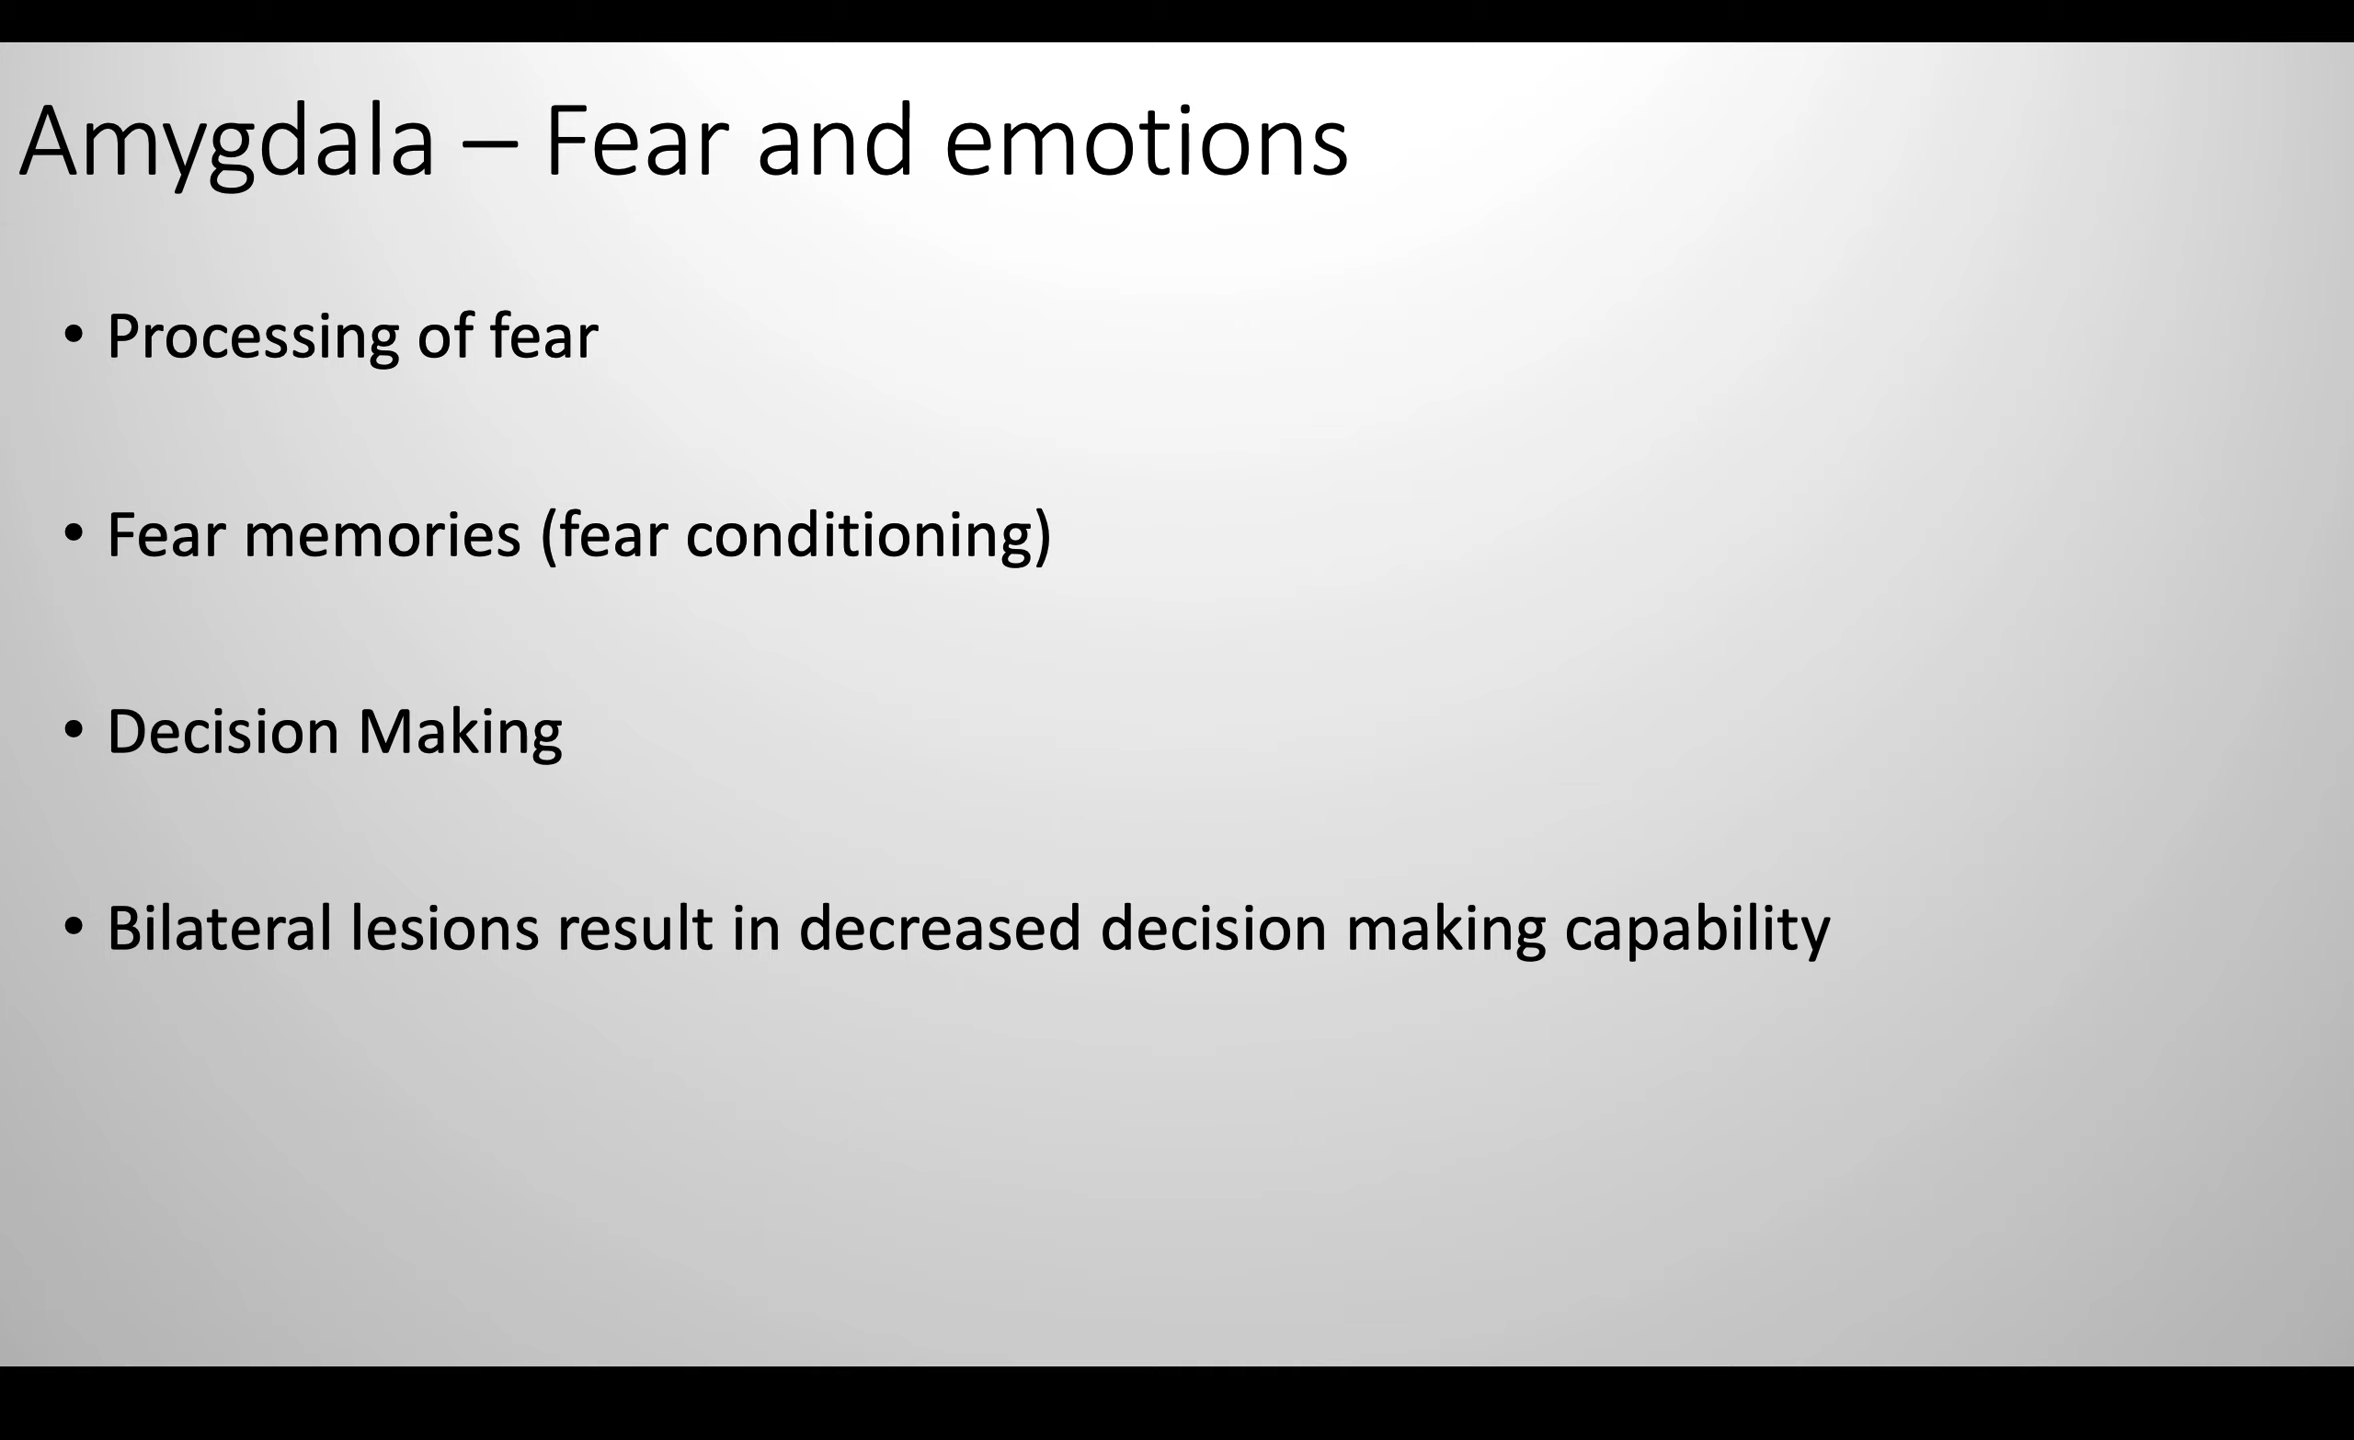 Amygdala – Fear and emotions
• Processing of fear
• Fear memories (fear conditioning)
• Decision Making
• Bilateral lesions result in decreased decision making capability